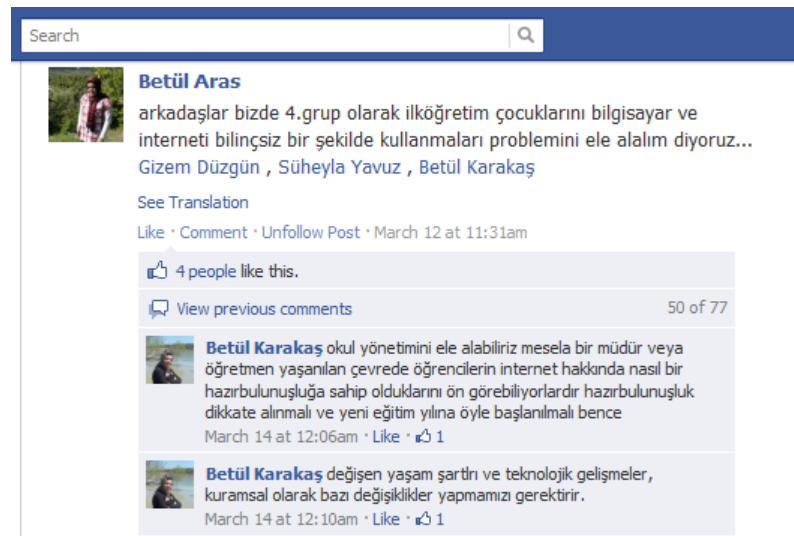 Search
Betül Aras
arkadaşlar bizde 4.grup olarak ilköğretim çocuklarını bilgisayar ve
interneti bilinçsiz bir şekilde kullanmaları problemini ele alalım diyoruz...
Gizem Düzgün , Süheyla Yavuz , Betül Karakaş
See Translation
Like · Comment · Unfollow Post · March 12 at 11:31am
4 people like this.
View previous comments 50 of 77
Betül Karakaş okul yönetimini ele alabiliriz mesela bir müdür veya
öğretmen yaşanılan çevrede öğrencilerin internet hakkında nasıl bir
hazırbulunuşluğa sahip olduklarını ön görebiliyorlardır hazırbulunuşluk
dikkate alınmalı ve yeni eğitim yılına öyle başlanılmalı bence
March 14 at 12:06am · Like · 1
Betül Karakaş değişen yaşam şartlrı ve teknolojik gelişmeler,
kuramsal olarak bazı değişiklikler yapmamızı gerektirir.
March 14 at 12:10am · Like · 1